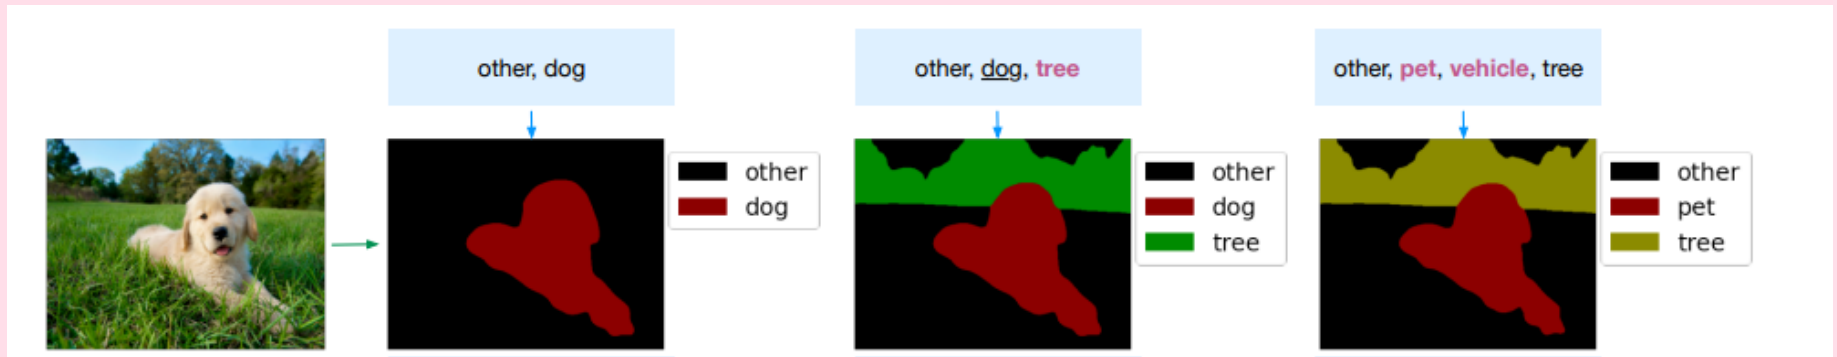 other, dog
other, dog, tree
other, pet, vehicle, tree
other
dog
other
dog
tree
other
pet
tree